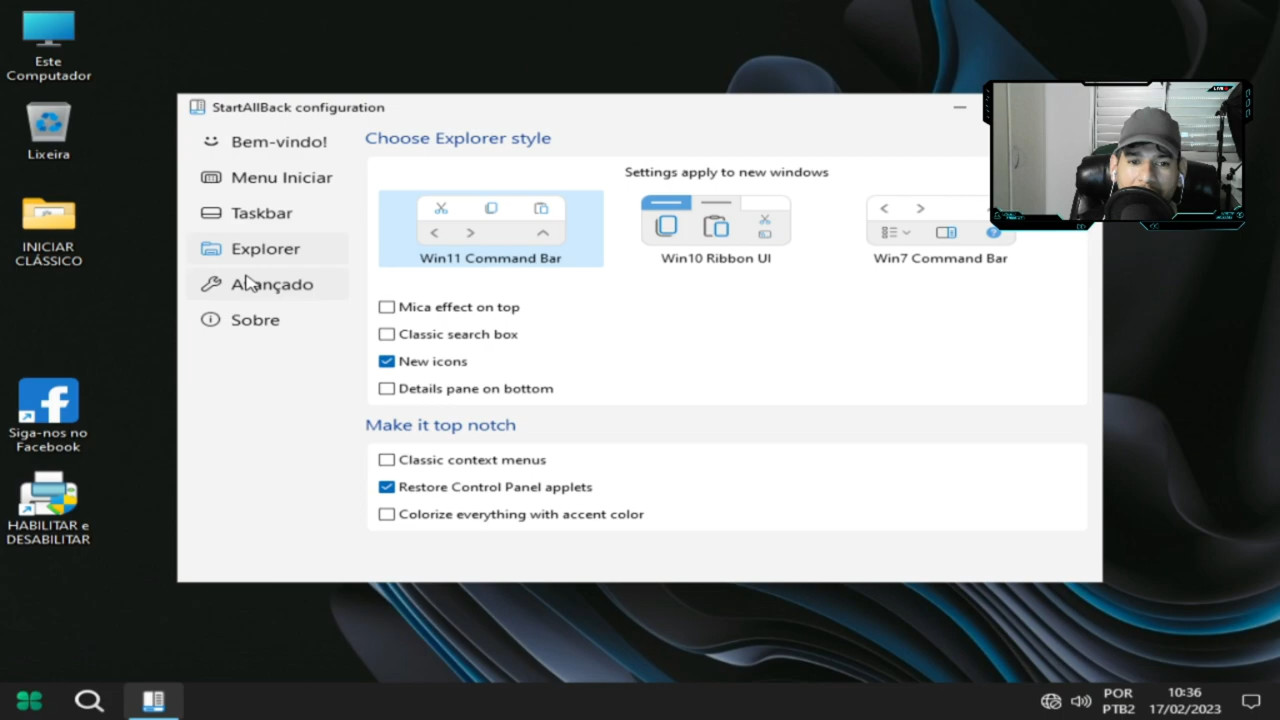 Este
Computador
Lixeira
INICIAR
CLÁSSICO
Siga-nos no
Facebook
HABILITAR e
DESABILITAR
StartAllBack configuration
Bem-vindo!
Menu Iniciar
Taskbar
Explorer
Avançado
Sobre
Choose Explorer style
Settings apply to new windows
Win11 Command Bar
Win10 Ribbon UI
Win7 Command Bar
Mica effect on top
Classic search box
New icons
Details pane on bottom
Make it top notch
Classic context menus
Restore Control Panel applets
Colorize everything with accent color
POR
PTB2
10:36
17/02/2023